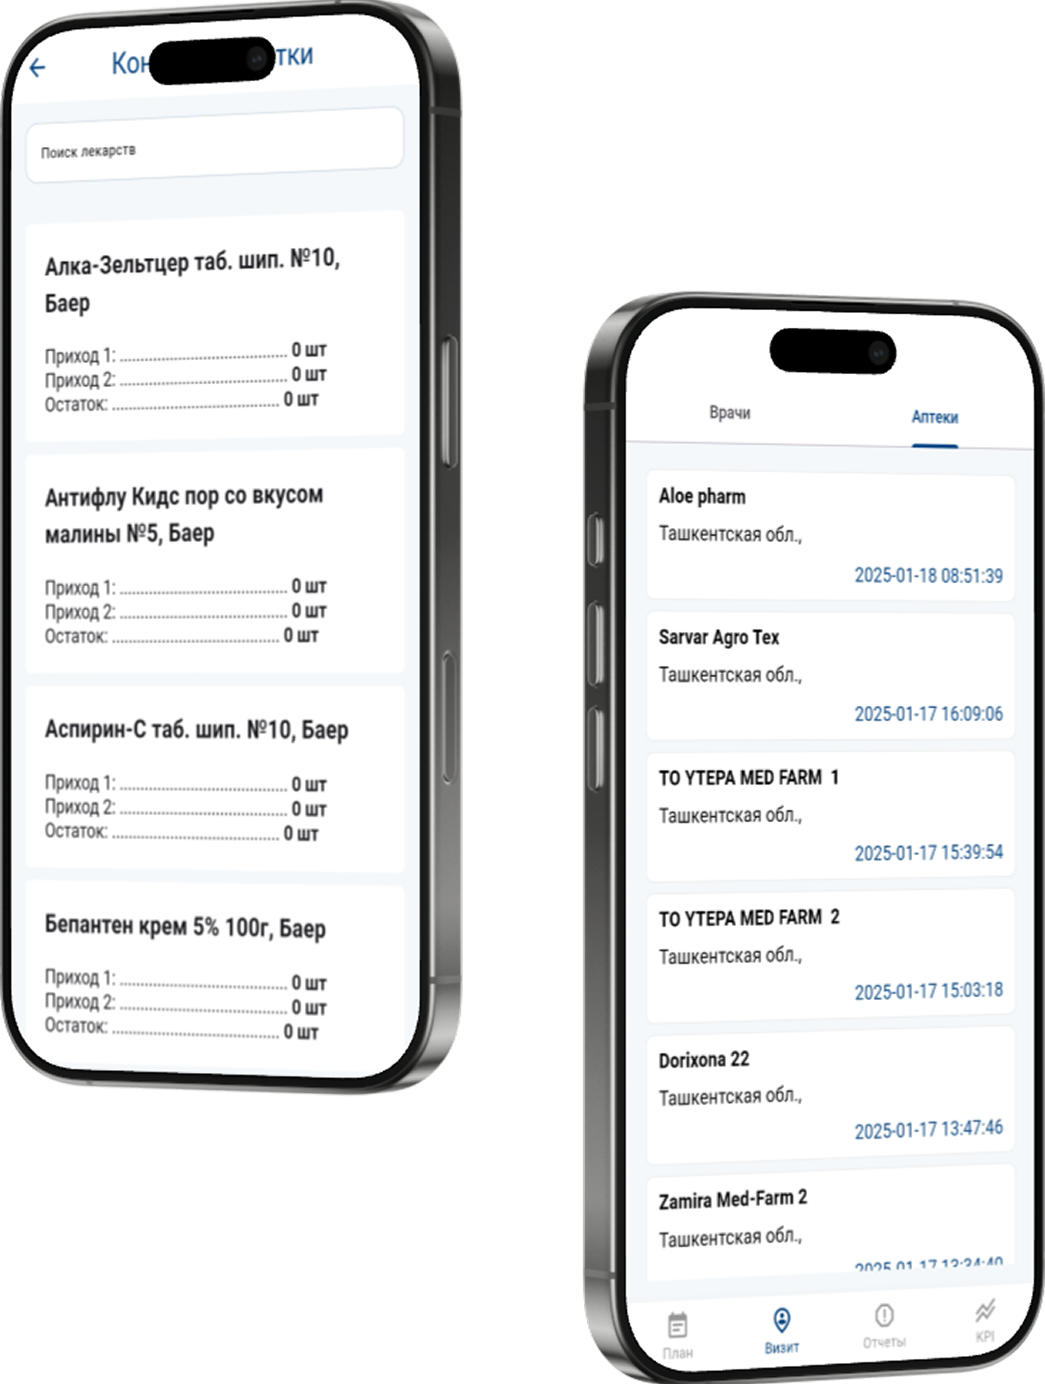 Поиск лекарств
Алка-Зельтцер таб. шип. №10,
Баер
Приход 1: 0 шт
Приход 2: 0 шт
Остаток: 0 шт
Антифлу Кидс пор со вкусом
малины №5, Баер
Приход 1: 0 шт
Приход 2: 0 шт
Остаток: 0 шт
Аспирин-С таб. шип. №10, Баер
Приход 1: 0 шт
Приход 2: 0 шт
Остаток: 0 шт
Бепантен крем 5% 100г, Баер
Приход 1: 0 шт
Приход 2: 0 шт
Остаток: 0 шт
Врачи Аптеки
Aloe pharm
Ташкентская обл.,
2025-01-18 08:51:39
Sarvar Agro Tex
Ташкентская обл.,
2025-01-17 16:09:06
TO YTEPA MED FARM 1
Ташкентская обл.,
2025-01-17 15:39:54
TO YTEPA MED FARM 2
Ташкентская обл.,
2025-01-17 15:03:18
Dorixona 22
Ташкентская обл.,
2025-01-17 13:47:46
Zamira Med-Farm 2
Ташкентская обл.,
2025-01-17 13:34:40
План Визит Отчеты KPI